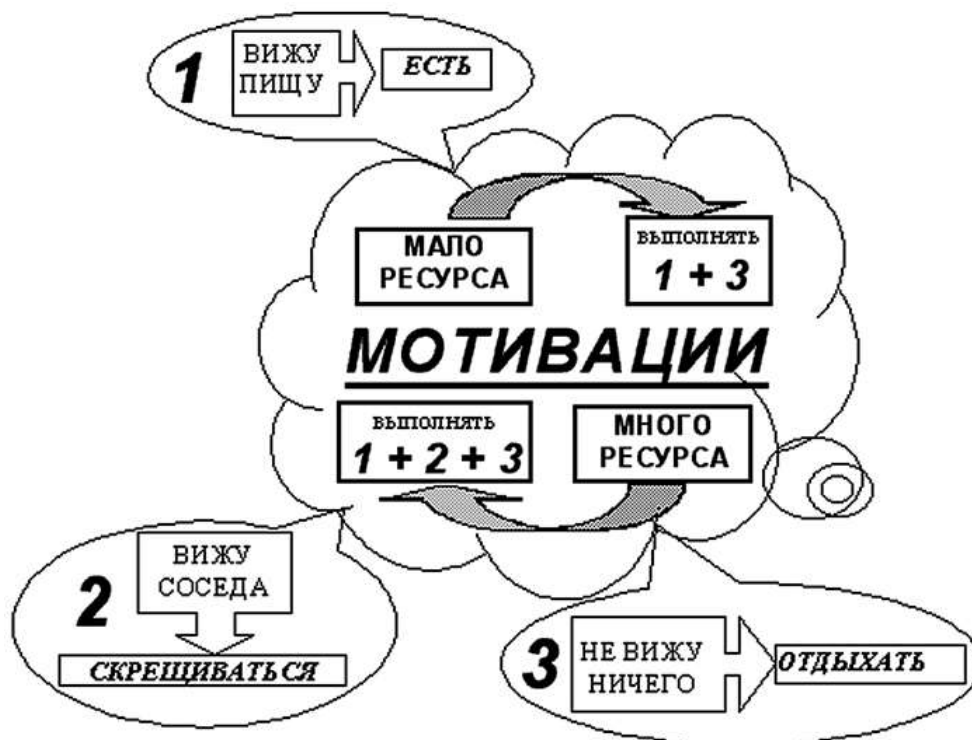 1
ВИЖУ
ПИЩУ
ЕСТЬ
МАЛО
РЕСУРСА
ВЫПОЛНЯТЬ
1 + 3
МОТИВАЦИИ
ВЫПОЛНЯТЬ
1 + 2 + 3
МНОГО
РЕСУРСА
2
ВИЖУ
СОСЕДА
СКРЕЩИВАТЬСЯ
3
НЕ ВИЖУ
НИЧЕГО
ОТДЫХАТЬ